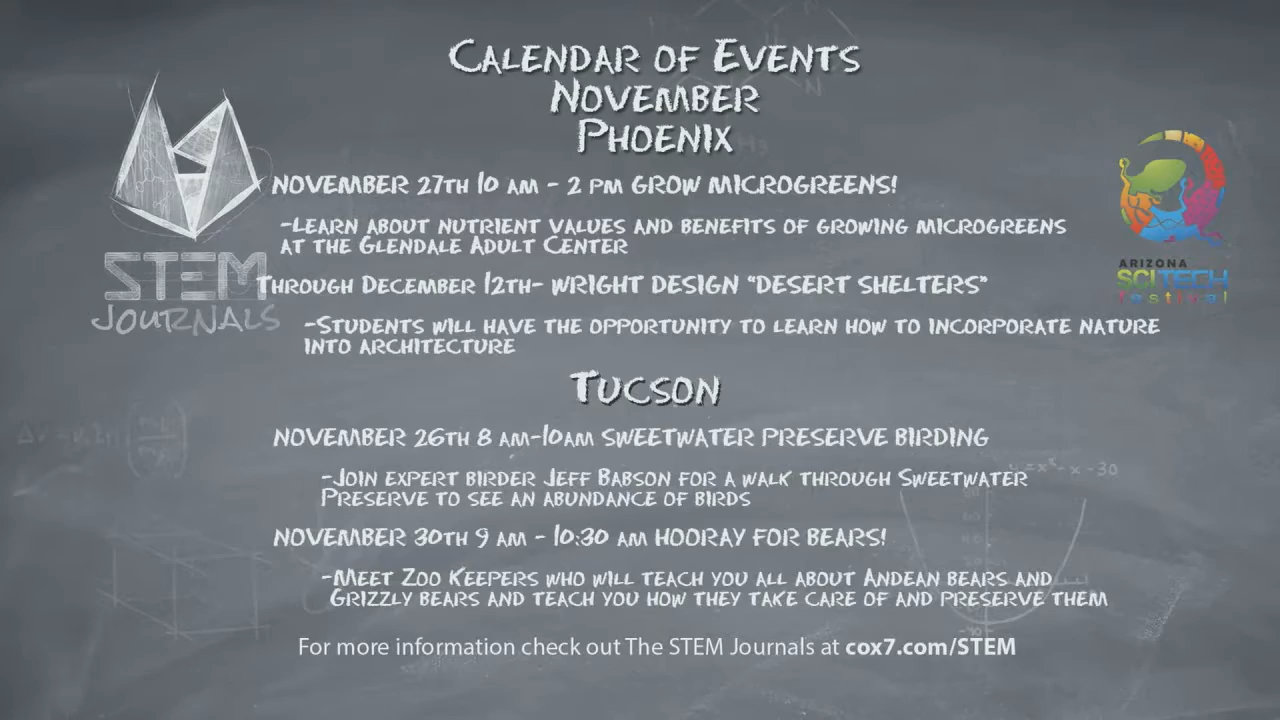 Calendar of Events
November
Phoenix
November 27th 10 am - 2 pm Grow Microgreens!
-Learn about nutrient values and benefits of growing microgreens
at the Glendale Adult Center
Through December 12th- Wright Design "Desert Shelters"
-Students will have the opportunity to learn how to incorporate nature
into architecture
Tucson
November 26th 8 am-10am Sweetwater Preserve Birding
-Join expert birder Jeff Babson for a walk through Sweetwater
Preserve to see an abundance of birds
November 30th 9 am - 10:30 am Hooray for Bears!
-Meet Zoo Keepers who will teach you all about Andean bears and
Grizzly bears and teach you how they take care of and preserve them
For more information check out The STEM Journals at cox7.com/STEM
STEM
Journals
ARIZONA
SCITECH
festival